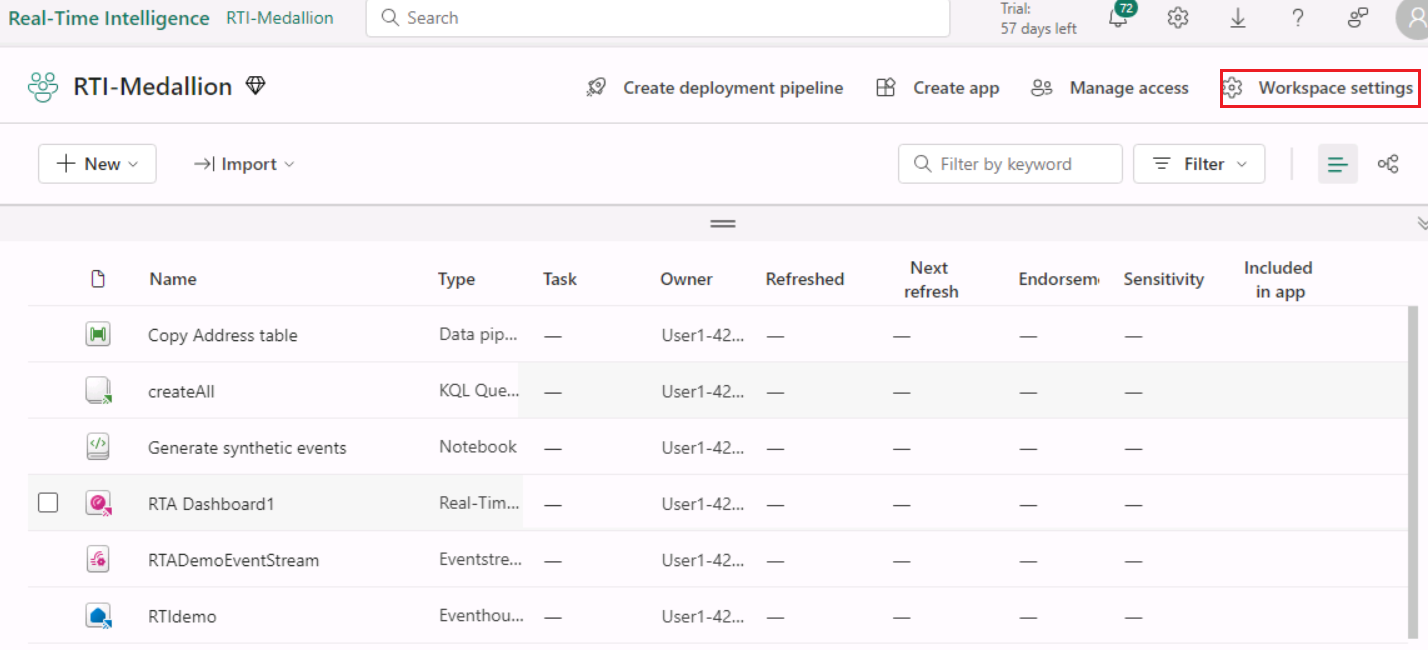 Real-Time Intelligence RTI-Medallion Search Trial: 72
57 days left
RTI-Medallion Create deployment pipeline Create app Manage access Workspace settings
New Import Filter by keyword Filter
Name Type Task Owner Refreshed Next refresh Endorseme Sensitivity Included in app
Copy Address table Data pip... — User1-42... — — — —
createAll KQL Que... — User1-42... — — — —
Generate synthetic events Notebook — User1-42... — — — —
RTA Dashboard1 Real-Tim... — User1-42... — — — —
RTADemoEventStream Eventstre... — User1-42... — — — —
RTIdemo Eventhou... — User1-42... — — — —